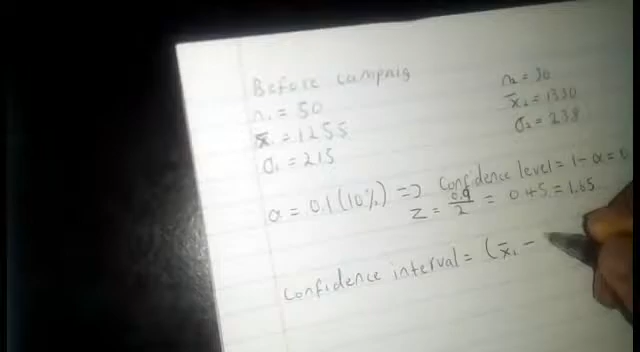 Before campaig
n₁ = 50
x̄₁ = 1255
σ₁ = 215
n₂ = 30
x̄₂ = 1330
σ₂ = 238
α = 0.1 (10%) => Confidence level = 1 - α = 0
Z = 0.9/2 = 0.45 = 1.65
Confidence interval = (x̄₁ -